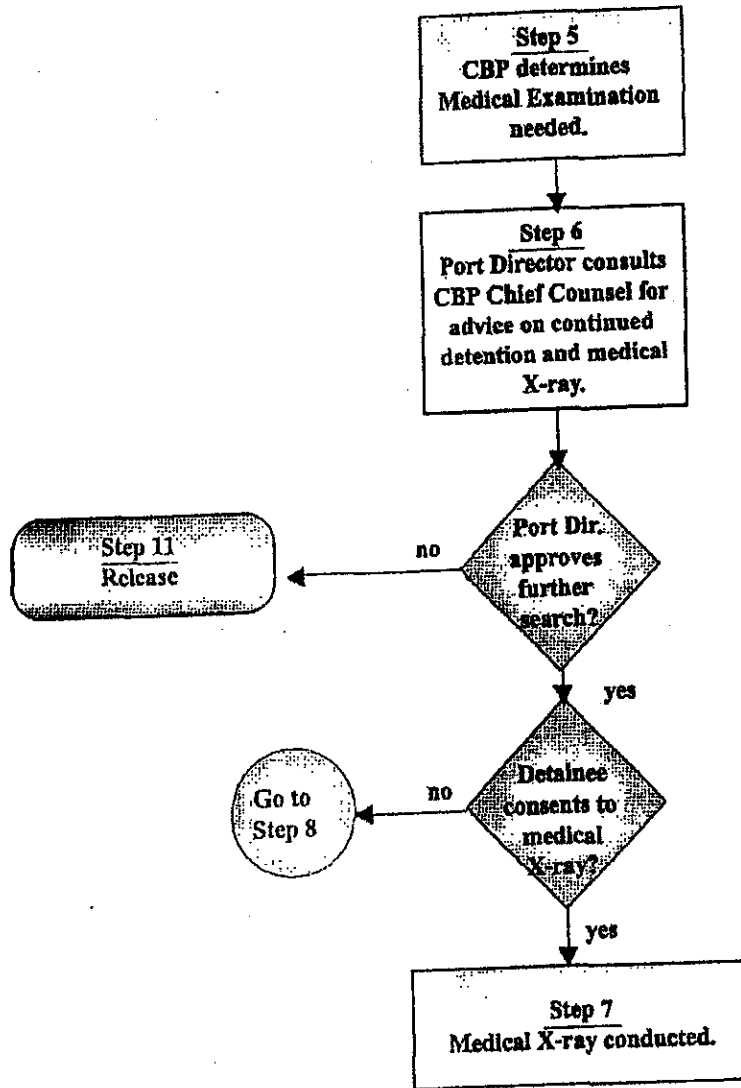 Step 5
CBP determines
Medical Examination
needed.
Step 6
Port Director consults
CBP Chief Counsel for
advice on continued
detention and medical
X-ray.
Port Dir.
approves
further
search?
no
Step 11
Release
yes
Detainee
consents to
medical
X-ray?
no
Go to
Step 8
yes
Step 7
Medical X-ray conducted.